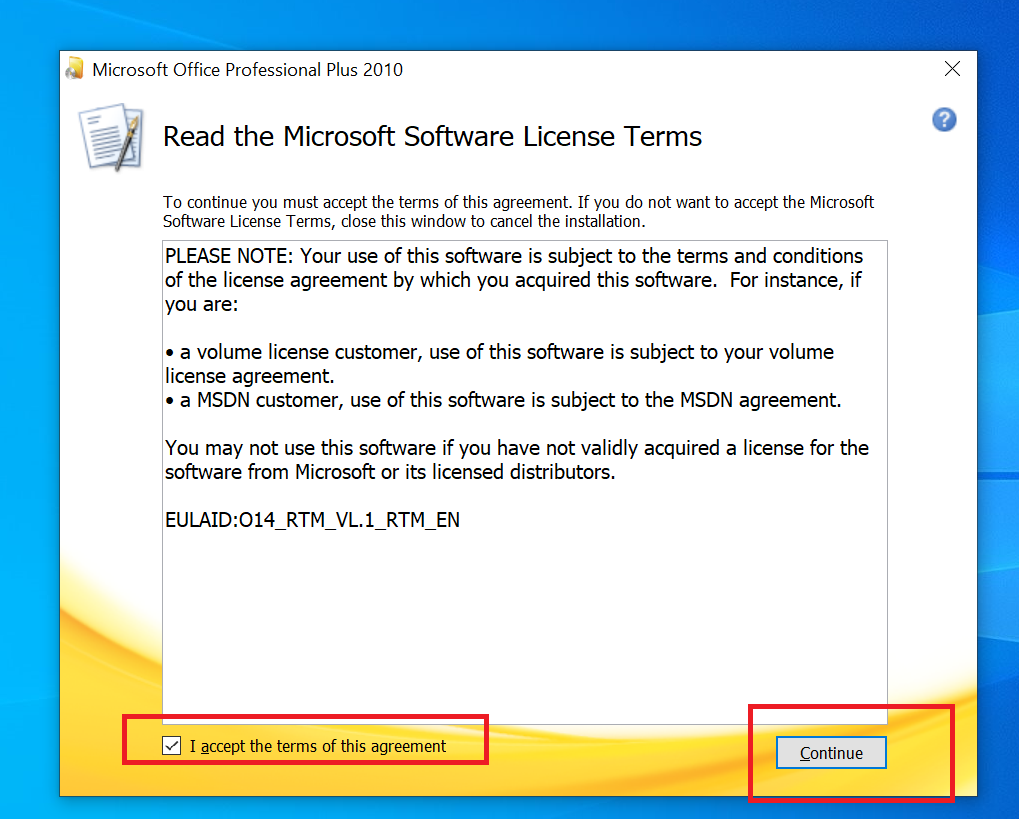 Microsoft Office Professional Plus 2010
Read the Microsoft Software License Terms
To continue you must accept the terms of this agreement. If you do not want to accept the Microsoft
Software License Terms, close this window to cancel the installation.
PLEASE NOTE: Your use of this software is subject to the terms and conditions
of the license agreement by which you acquired this software.  For instance, if
you are:
• a volume license customer, use of this software is subject to your volume
license agreement.
• a MSDN customer, use of this software is subject to the MSDN agreement.
You may not use this software if you have not validly acquired a license for the
software from Microsoft or its licensed distributors.
EULAID:O14_RTM_VL.1_RTM_EN
I accept the terms of this agreement
Continue